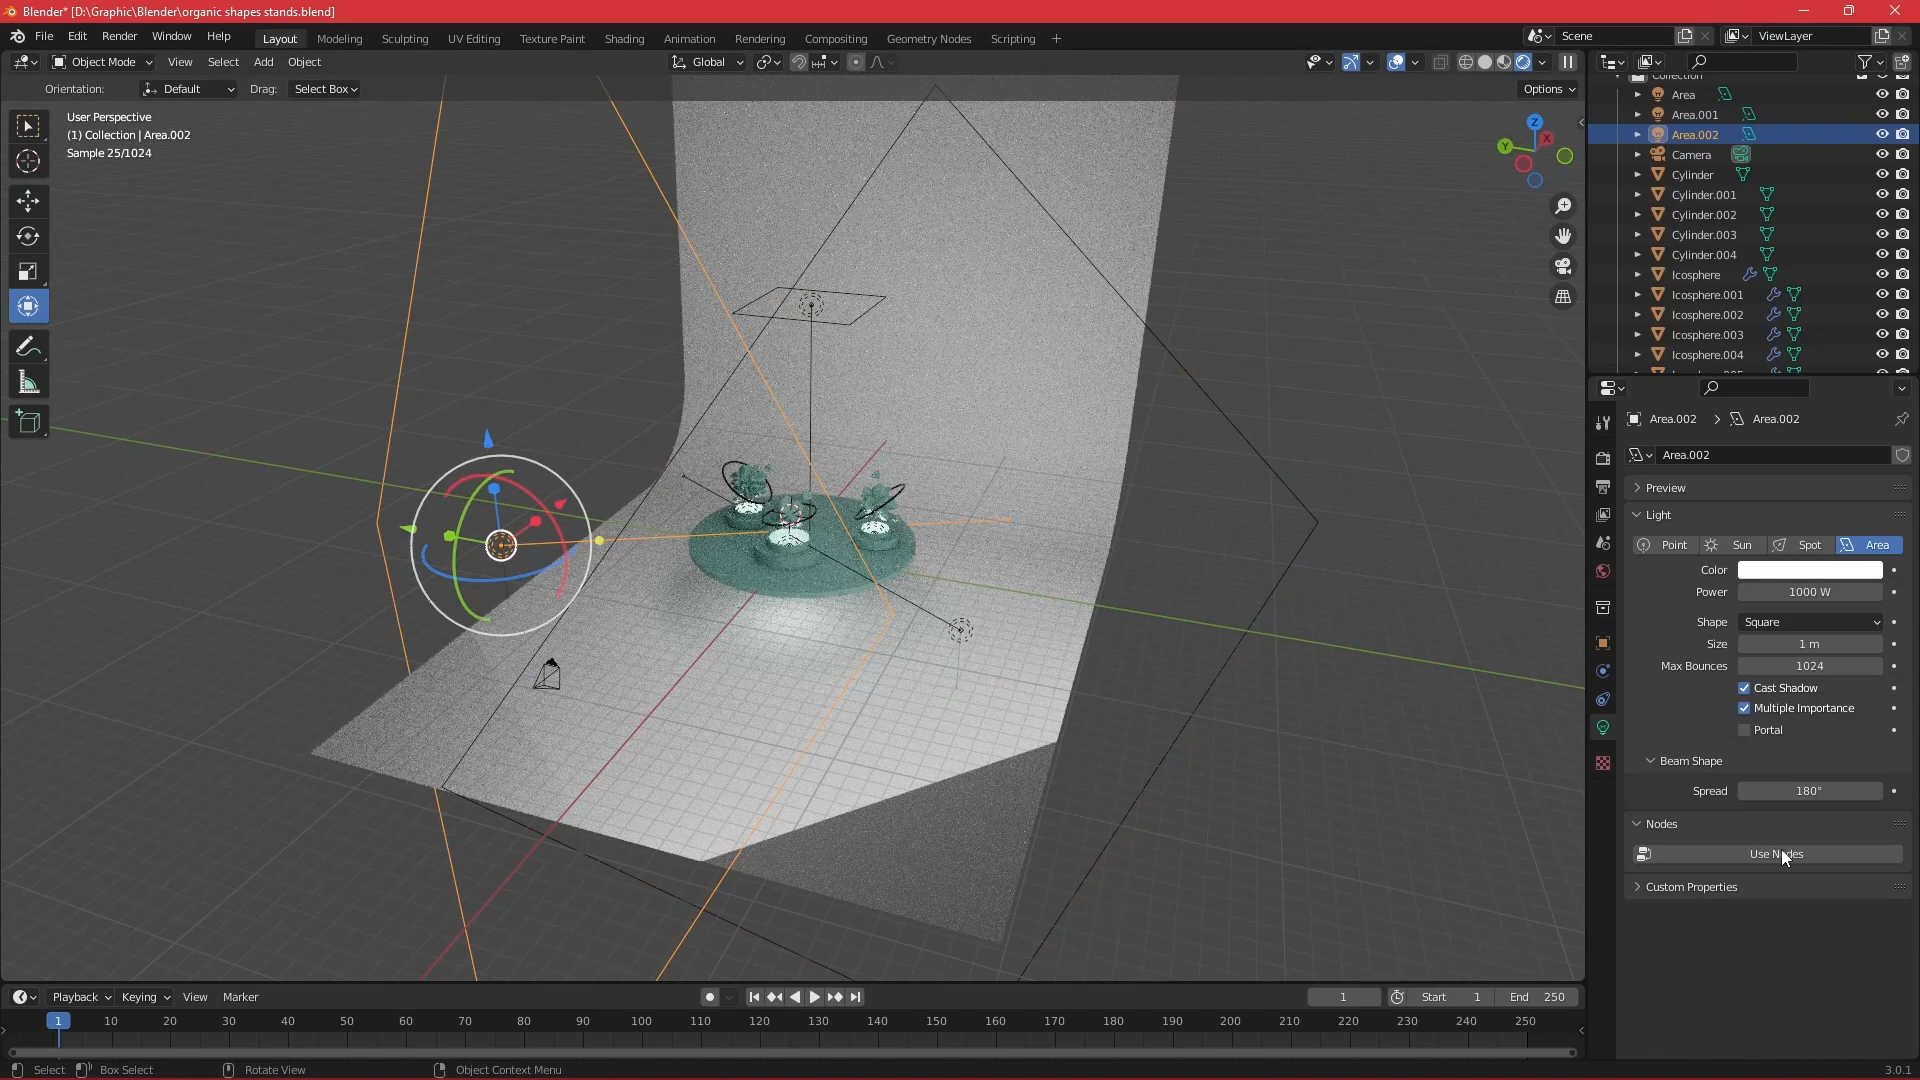 Blender* [D:\Graphic\Blender\organic shapes stands.blend]
File Edit Render Window Help Layout Modeling Sculpting UV Editing Texture Paint Shading Animation Rendering Compositing Geometry Nodes Scripting + Scene ViewLayer
Object Mode View Select Add Object Global
Orientation: Default Drag: Select Box Options
User Perspective
(1) Collection | Area.002
Sample 25/1024
Z
X
Y
Collection
Area
Area.001
Area.002
Camera
Cylinder
Cylinder.001
Cylinder.002
Cylinder.003
Cylinder.004
Icosphere
Icosphere.001
Icosphere.002
Icosphere.003
Icosphere.004
Area.002 > Area.002
Area.002
Preview
Light
Point Sun Spot Area
Color
Power 1000 W
Shape Square
Size 1 m
Max Bounces 1024
Cast Shadow
Multiple Importance
Portal
Beam Shape
Spread 180°
Nodes
Use Nodes
Custom Properties
Playback Keying View Marker 1 Start 1 End 250
1 10 20 30 40 50 60 70 80 90 100 110 120 130 140 150 160 170 180 190 200 210 220 230 240 250
Select Box Select Rotate View Object Context Menu 3.0.1